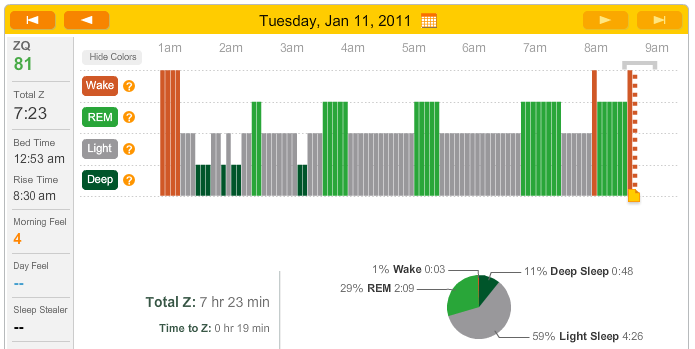 Tuesday, Jan 11, 2011
ZQ
81
Total Z
7:23
Bed Time
12:53 am
Rise Time
8:30 am
Morning Feel
4
Day Feel
--
Sleep Stealer
--
Hide Colors
1am 2am 3am 4am 5am 6am 7am 8am 9am
Wake ?
REM ?
Light ?
Deep ?
Total Z: 7 hr 23 min
Time to Z: 0 hr 19 min
1% Wake 0:03
29% REM 2:09
11% Deep Sleep 0:48
59% Light Sleep 4:26